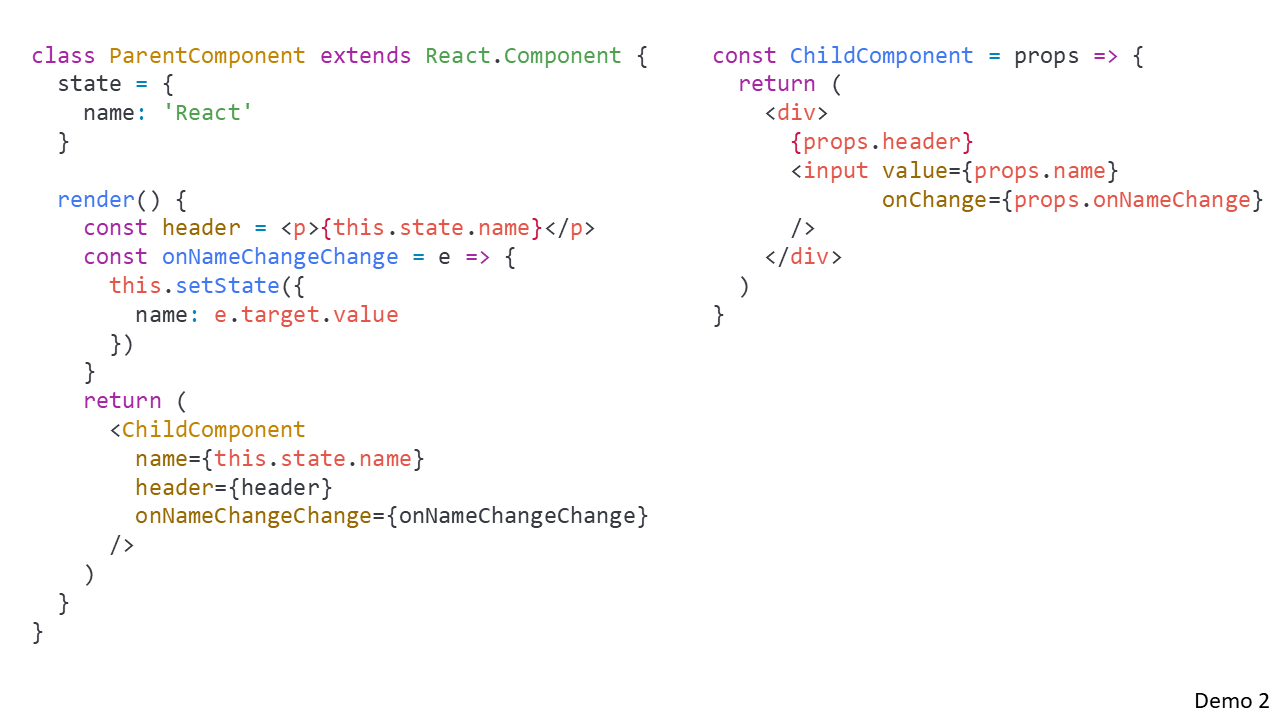 class ParentComponent extends React.Component {
  state = {
    name: 'React'
  }

  render() {
    const header = <p>{this.state.name}</p>
    const onNameChangeChange = e => {
      this.setState({
        name: e.target.value
      })
    }
    return (
      <ChildComponent
        name={this.state.name}
        header={header}
        onNameChangeChange={onNameChangeChange}
      />
    )
  }
}
const ChildComponent = props => {
  return (
    <div>
      {props.header}
      <input value={props.name}
             onChange={props.onNameChange}
      />
    </div>
  )
}
Demo 2